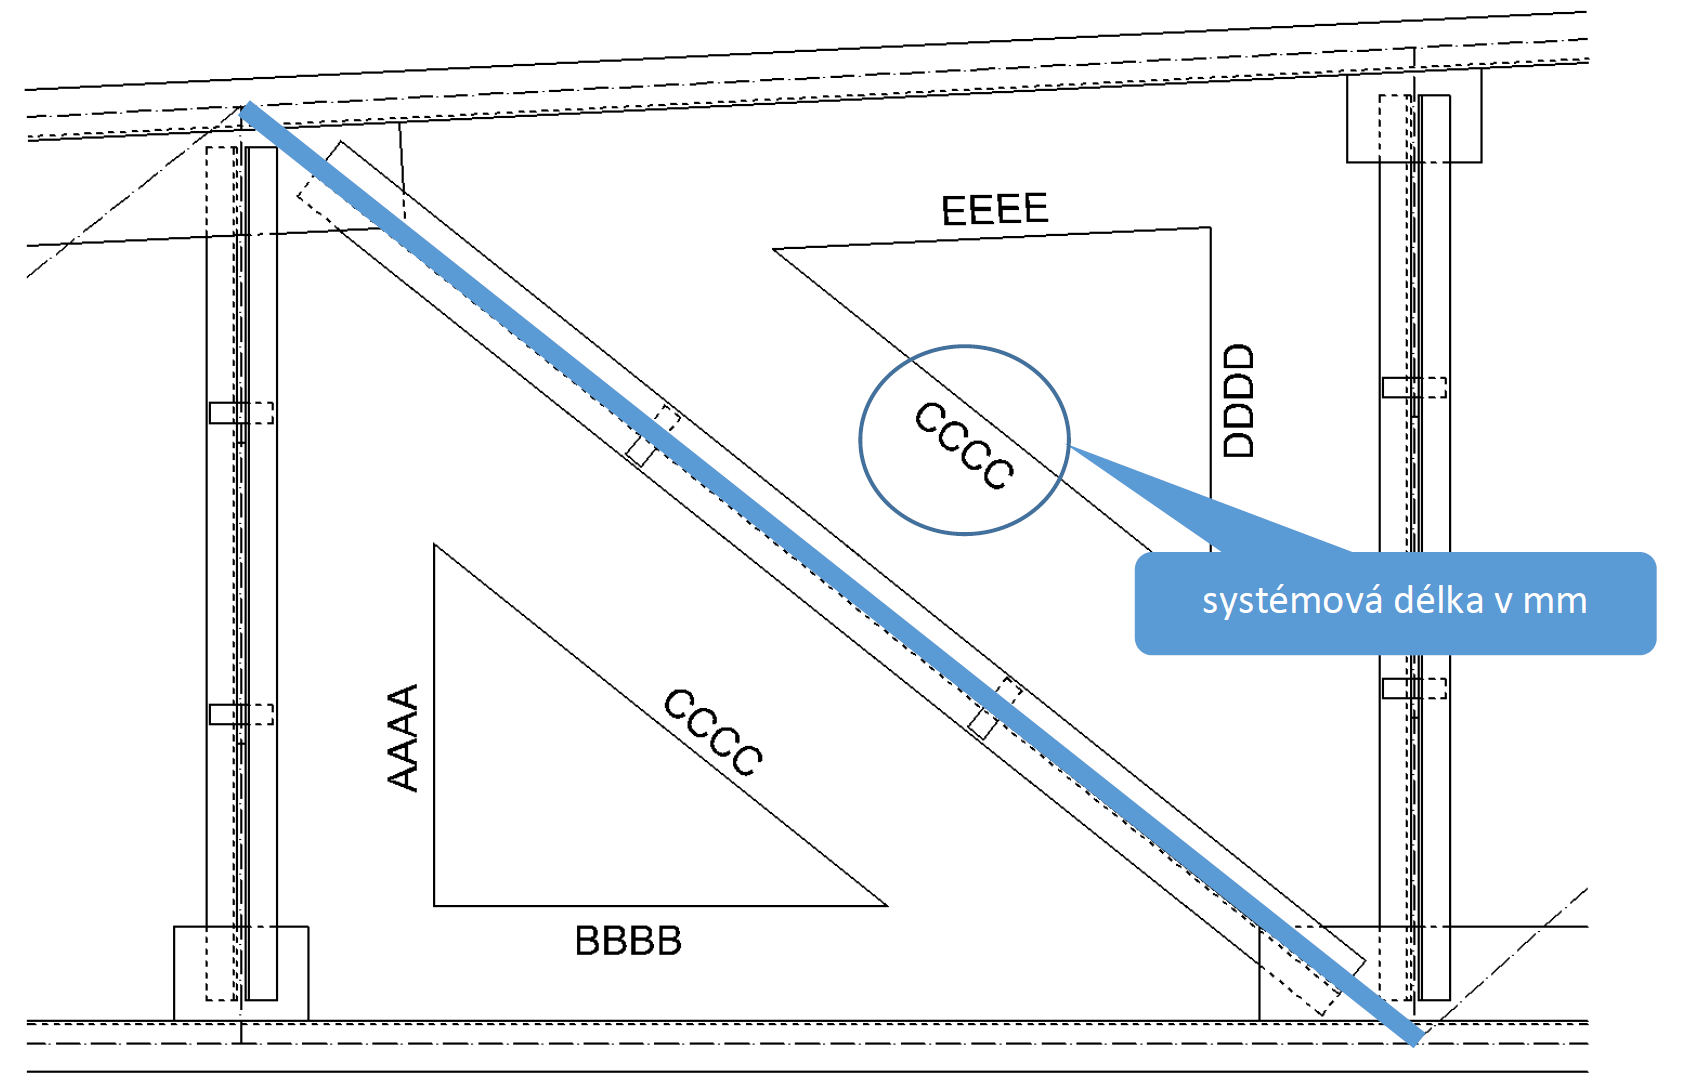 EEEE
DDDD
CCCC
systémová délka v mm
AAAA
CCCC
BBBB